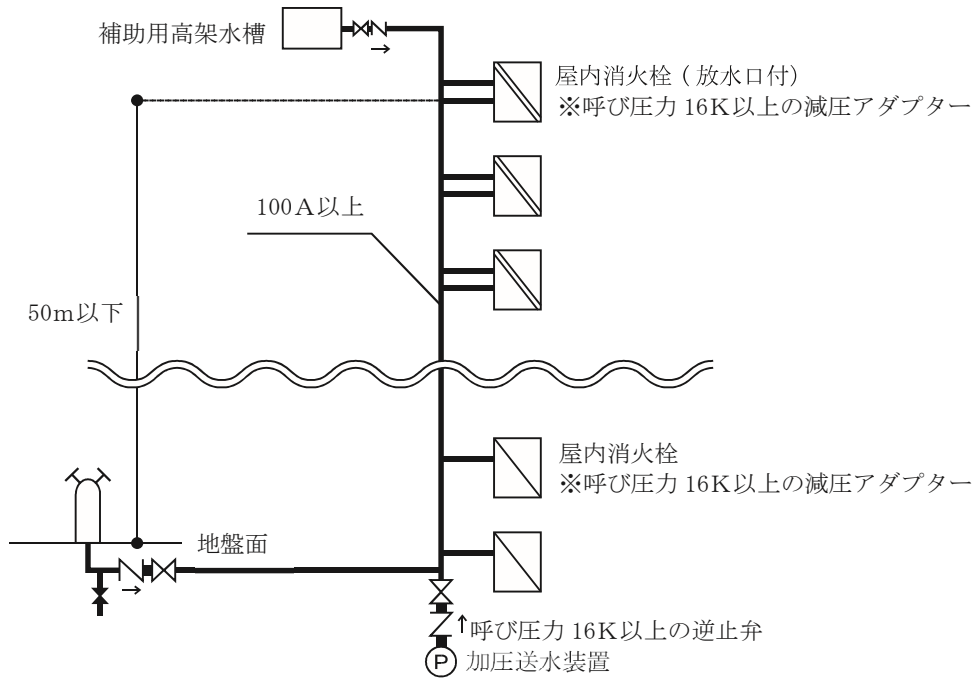 補助用高架水槽
屋内消火栓（放水口付）
※呼び圧力 16K以上の減圧アダプター
100A以上
50m以下
屋内消火栓
※呼び圧力 16K以上の減圧アダプター
地盤面
呼び圧力 16K以上の逆止弁
P 加圧送水装置